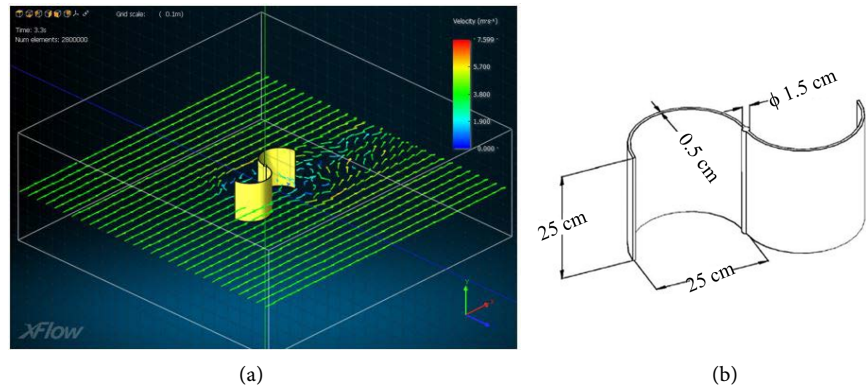 Grid scale: ( 0.1m)
Time: 3.3s
Num elements: 2800000
Velocity (ms⁻¹)
7.599
5.700
3.800
1.900
0.000
XFlow
ϕ 1.5 cm
0.5 cm
25 cm
25 cm
(a)
(b)